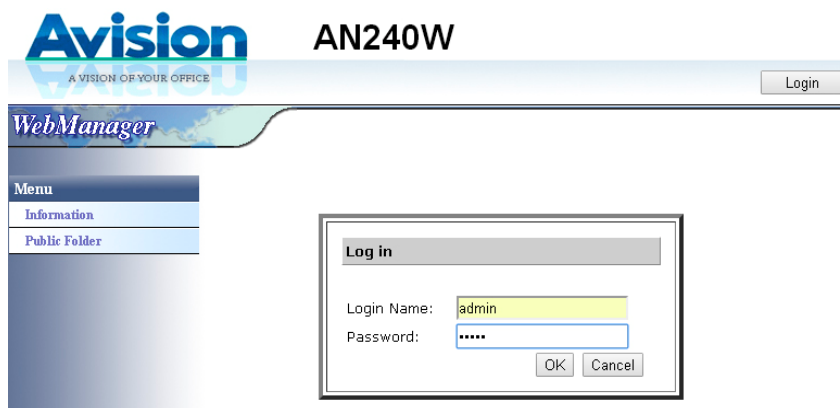 Avision
A VISION OF YOUR OFFICE
AN240W
Login
WebManager
Menu
Information
Public Folder
Log in
Login Name: admin
Password: •••••
OK Cancel